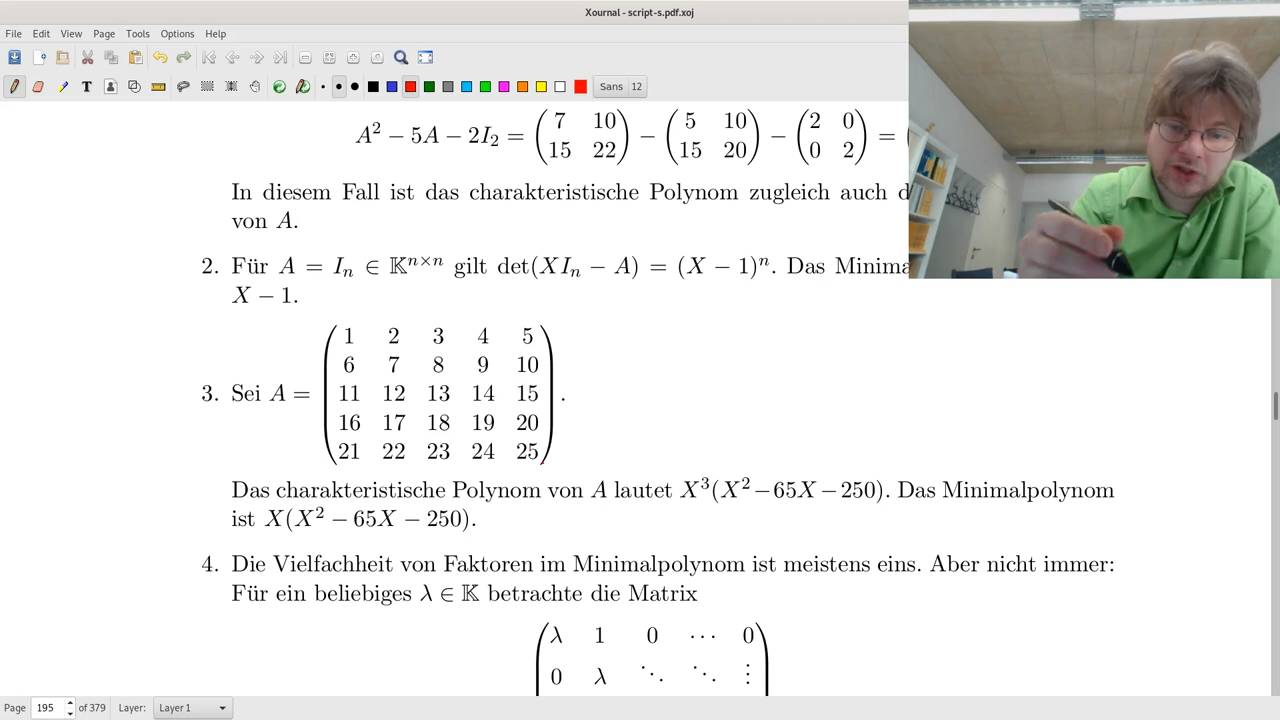 Xournal - script-s.pdf.xoj
File Edit View Page Tools Options Help
Sans 12
A² − 5A − 2I₂ = (7 10 15 22) − (5 10 15 20) − (2 0 0 2) = (
In diesem Fall ist das charakteristische Polynom zugleich auch d
von A.
2. Für A = Iₙ ∈ 𝕂ⁿˣⁿ gilt det(XIₙ − A) = (X − 1)ⁿ. Das Minima
X − 1.
1 2 3 4 5
6 7 8 9 10
3. Sei A = 11 12 13 14 15 .
16 17 18 19 20
21 22 23 24 25
Das charakteristische Polynom von A lautet X³(X² − 65X − 250). Das Minimalpolynom
ist X(X² − 65X − 250).
4. Die Vielfachheit von Faktoren im Minimalpolynom ist meistens eins. Aber nicht immer:
Für ein beliebiges λ ∈ 𝕂 betrachte die Matrix
λ 1 0 ⋯ 0
0 λ ⋱ ⋱ ⋮
Page 195 of 379 Layer: Layer 1